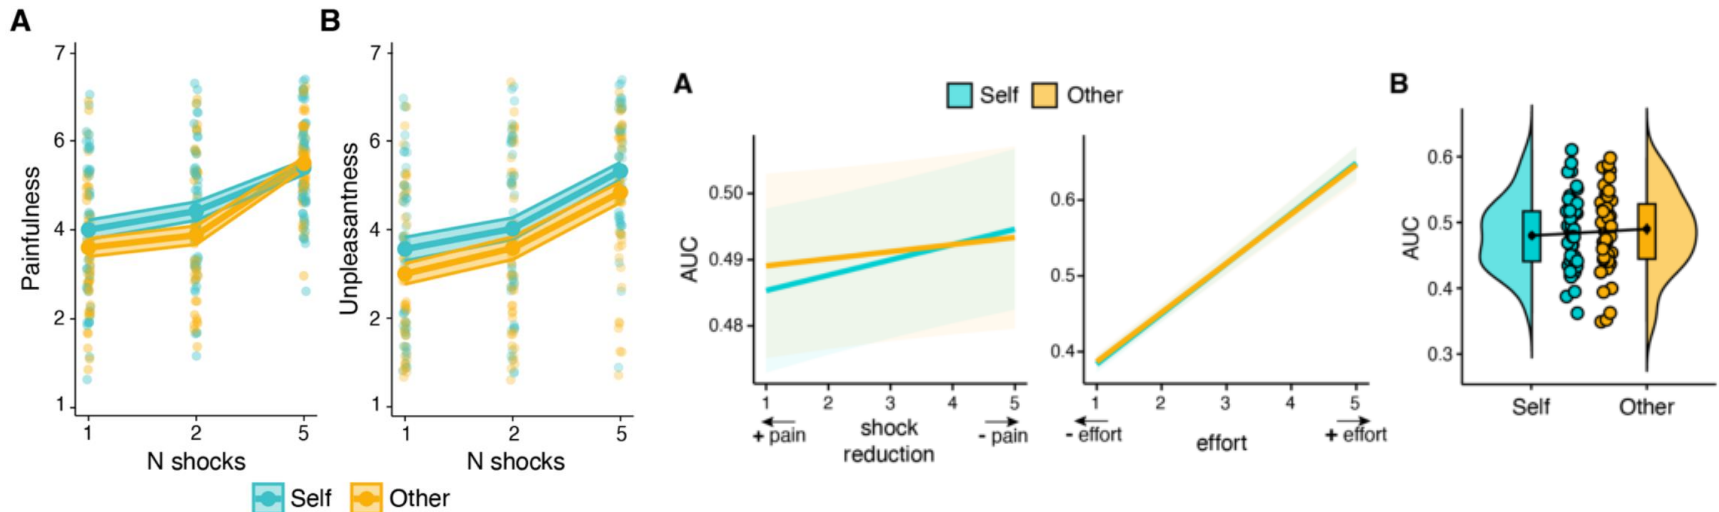 A
Painfulness
7
6
4
2
1
1 2 5
N shocks
B
Unpleasantness
7
6
4
2
1
1 2 5
N shocks
Self Other
A
Self Other
AUC
0.50
0.49
0.48
1 2 3 4 5
+ pain - pain
shock
reduction
0.6
0.5
0.4
1 2 3 4 5
- effort + effort
effort
B
AUC
0.6
0.5
0.4
0.3
Self Other